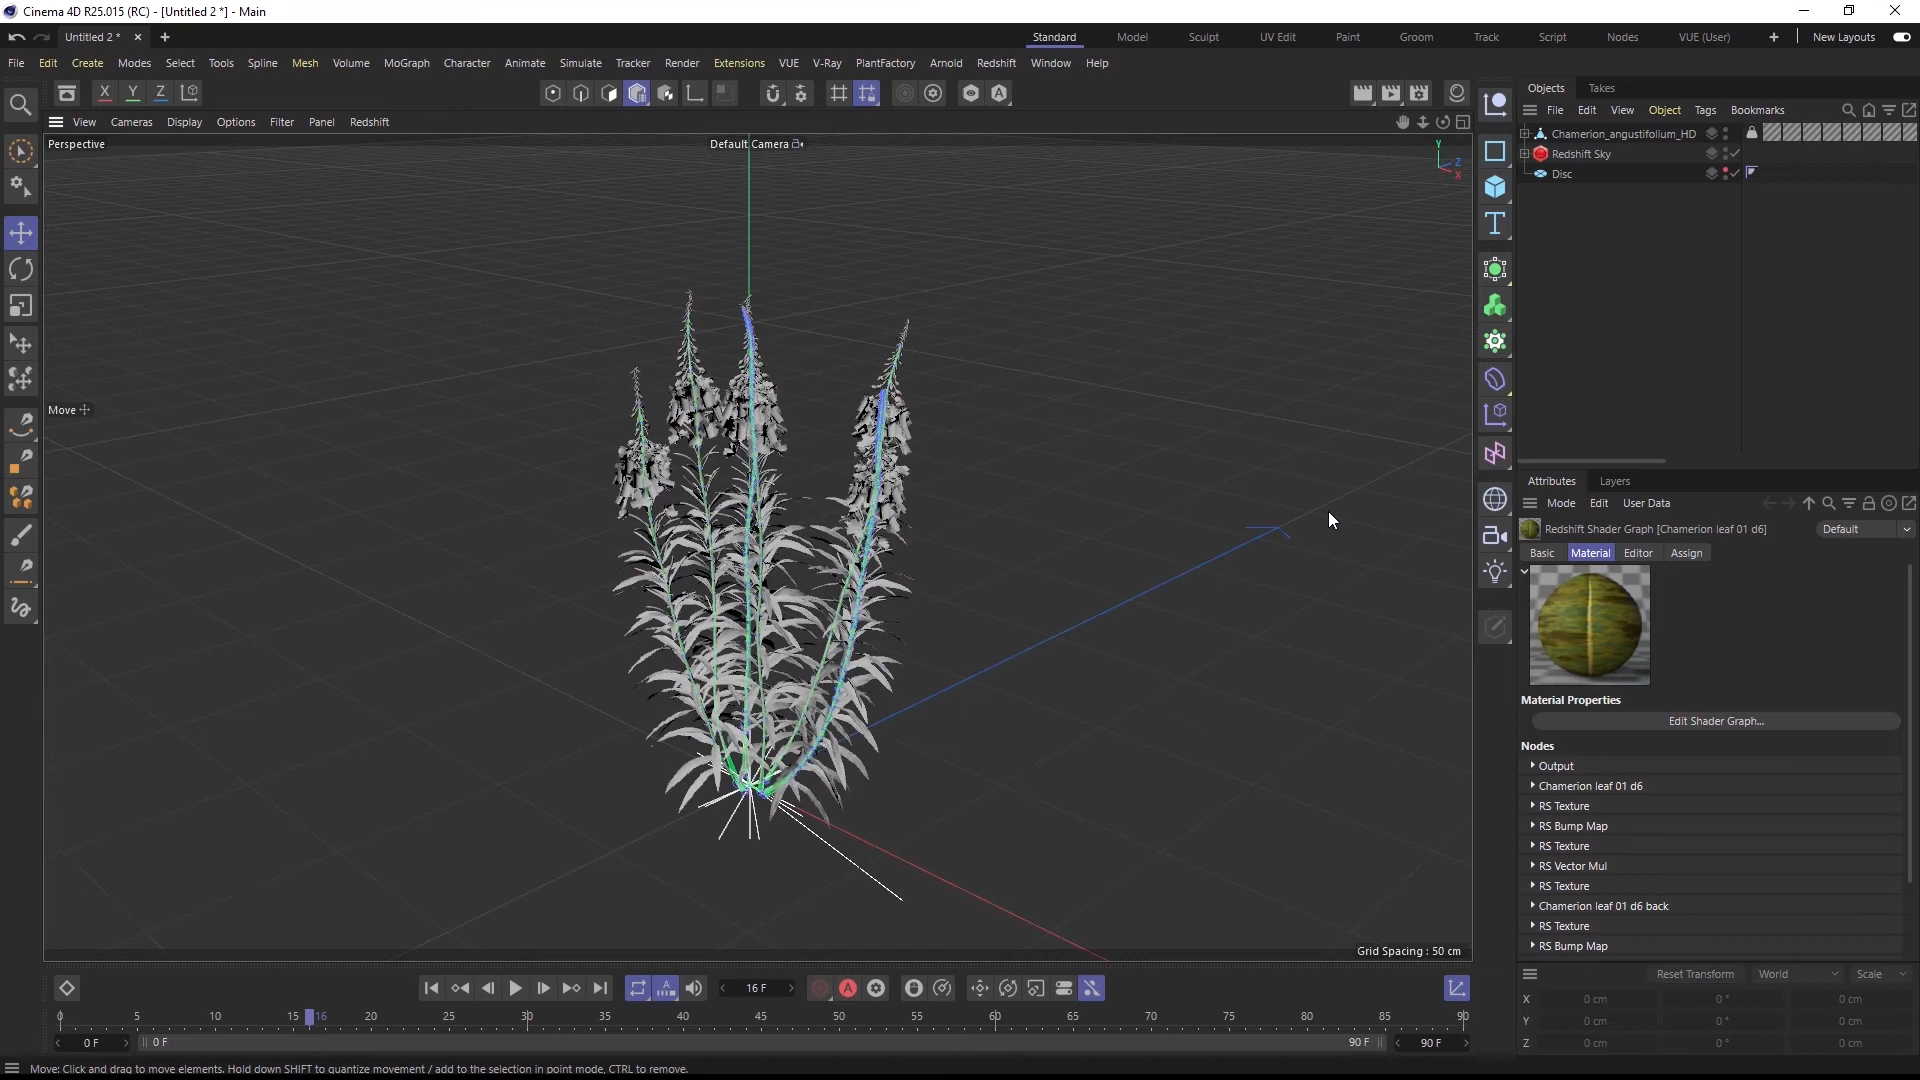 Cinema 4D R25.015 (RC) - [Untitled 2 *] - Main
Untitled 2 *
Standard Model Sculpt UV Edit Paint Groom Track Script Nodes VUE (User) New Layouts
File Edit Create Modes Select Tools Spline Mesh Volume MoGraph Character Animate Simulate Tracker Render Extensions VUE V-Ray PlantFactory Arnold Redshift Window Help
X Y Z
Objects Takes
File Edit View Object Tags Bookmarks
View Cameras Display Options Filter Panel Redshift
Perspective
Default Camera
Y
Z
X
Chamerion_angustifolium_HD
Redshift Sky
Disc
Move
Grid Spacing : 50 cm
Attributes Layers
Mode Edit User Data
Redshift Shader Graph [Chamerion leaf 01 d6]
Default
Basic Material Editor Assign
Material Properties
Edit Shader Graph...
Nodes
Output
Chamerion leaf 01 d6
RS Texture
RS Bump Map
RS Texture
RS Vector Mul
RS Texture
Chamerion leaf 01 d6 back
RS Texture
RS Bump Map
Reset Transform World Scale
X 0 cm 0 ° 0 cm
Y 0 cm 0 ° 0 cm
Z 0 cm 0 ° 0 cm
16 F
0 5 10 15 16 20 25 30 35 40 45 50 55 60 65 70 75 80 85 90
0 F 0 F 90 F 90 F
Move: Click and drag to move elements. Hold down SHIFT to quantize movement / add to the selection in point mode, CTRL to remove.